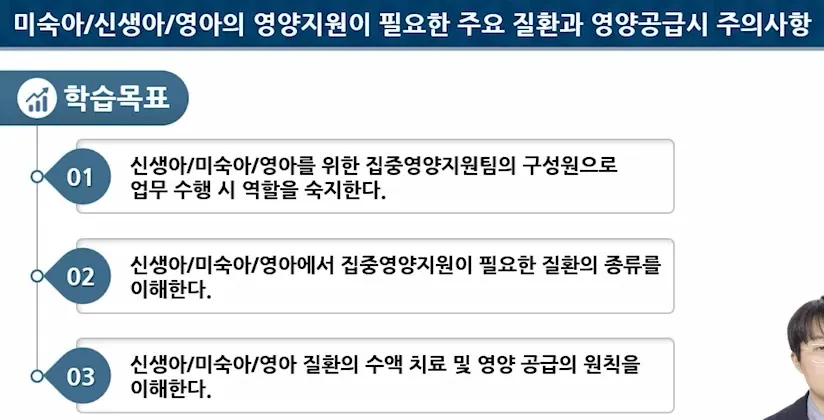 미숙아/신생아/영아의 영양지원이 필요한 주요 질환과 영양공급시 주의사항
학습목표
01
신생아/미숙아/영아를 위한 집중영양지원팀의 구성원으로
업무 수행 시 역할을 숙지한다.
02
신생아/미숙아/영아에서 집중영양지원이 필요한 질환의 종류를
이해한다.
03
신생아/미숙아/영아 질환의 수액 치료 및 영양 공급의 원칙을
이해한다.